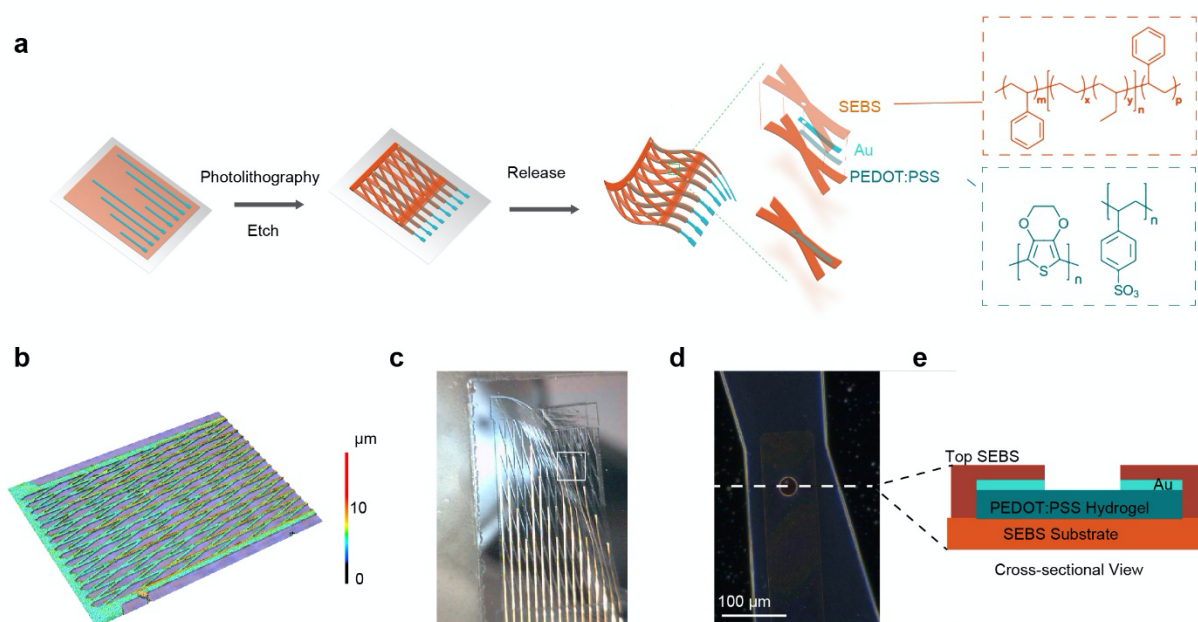 a
Photolithography
Etch
Release
SEBS
Au
PEDOT:PSS
m
x
y
n
p
O
O
S
n
n
SO3
b
µm
10
0
c
d
100 µm
e
Top SEBS
Au
PEDOT:PSS Hydrogel
SEBS Substrate
Cross-sectional View